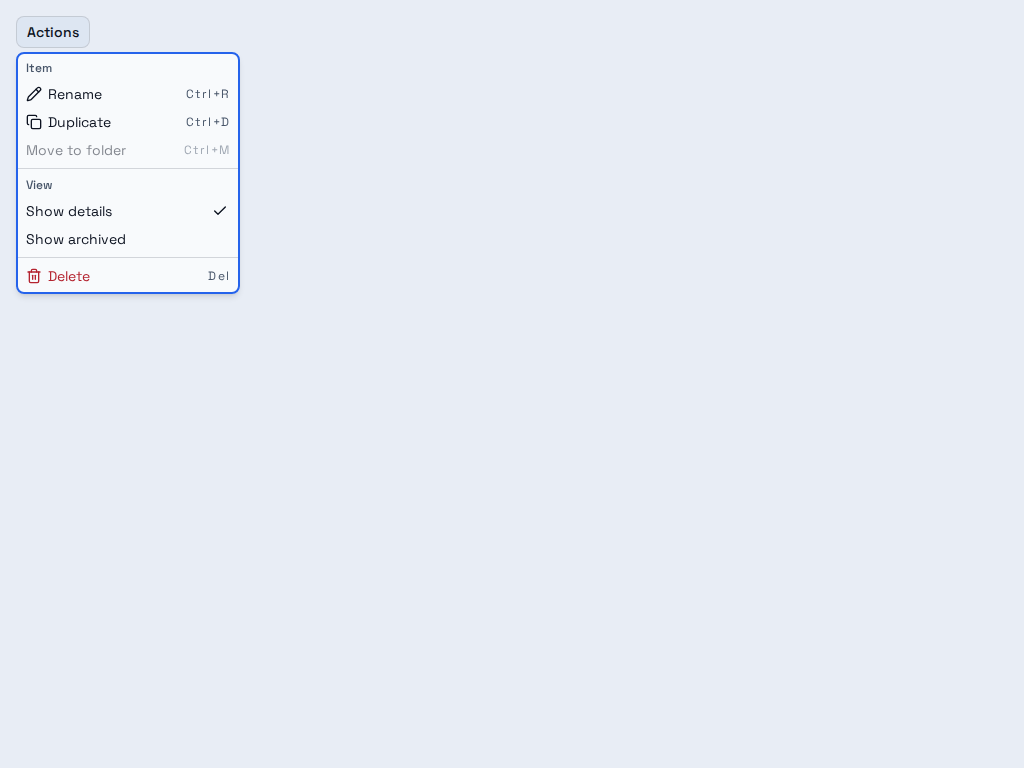 Actions
Item
Rename Ctrl+R
Duplicate Ctrl+D
Move to folder Ctrl+M
View
Show details
Show archived
Delete Del